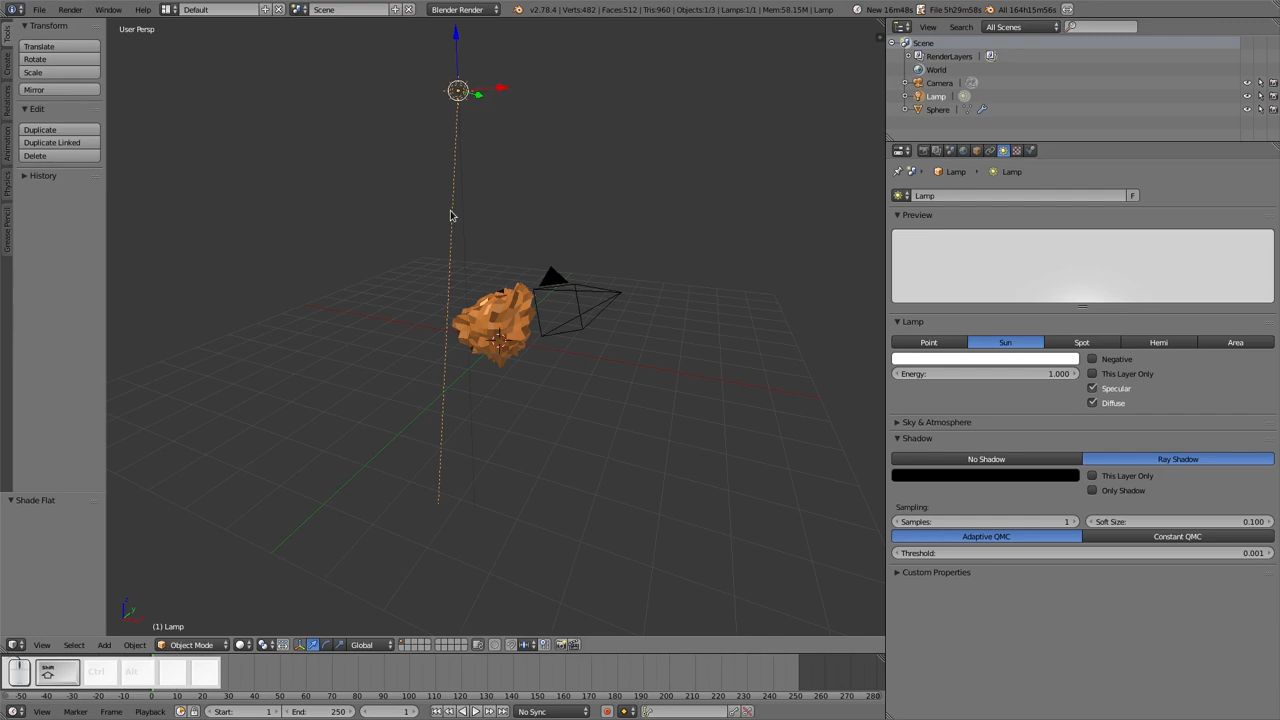 File Render Window Help Default Scene Blender Render v2.78.4 | Verts:482 | Faces:512 | Tris:960 | Objects:1/3 | Lamps:1/1 | Mem:58.15M | Lamp New 16m48s File 5h29m58s All 164h15m56s
Tools
Create
Relations
Animation
Physics
Grease Pencil
Transform
Translate
Rotate
Scale
Mirror
Edit
Duplicate
Duplicate Linked
Delete
History
Shade Flat
User Persp
z
y
(1) Lamp
View Select Add Object Object Mode Global
Shift
Ctrl
Alt
-50 -40 -30 -20 -10 0 10 20 30 40 50 60 70 80 90 100 110 120 130 140 150 160 170 180 190 200 210 220 230 240 250 260 270 280
View Marker Frame Playback Start: 1 End: 250 1 No Sync
View Search All Scenes
Scene
RenderLayers
World
Camera
Lamp
Sphere
Lamp Lamp
Lamp F
Preview
Lamp
Point Sun Spot Hemi Area
Negative
Energy: 1.000 This Layer Only
Specular
Diffuse
Sky & Atmosphere
Shadow
No Shadow Ray Shadow
This Layer Only
Only Shadow
Sampling:
Samples: 1 Soft Size: 0.100
Adaptive QMC Constant QMC
Threshold: 0.001
Custom Properties